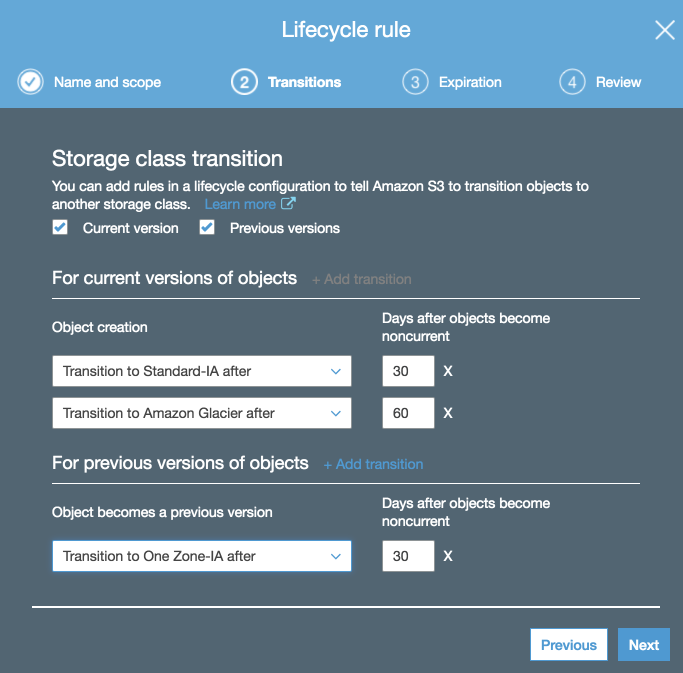 Lifecycle rule
Name and scope
2 Transitions
3 Expiration
4 Review
Storage class transition
You can add rules in a lifecycle configuration to tell Amazon S3 to transition objects to
another storage class. Learn more
Current version Previous versions
For current versions of objects + Add transition
Object creation
Days after objects become
noncurrent
Transition to Standard-IA after 30 X
Transition to Amazon Glacier after 60 X
For previous versions of objects + Add transition
Object becomes a previous version
Days after objects become
noncurrent
Transition to One Zone-IA after 30 X
Previous Next